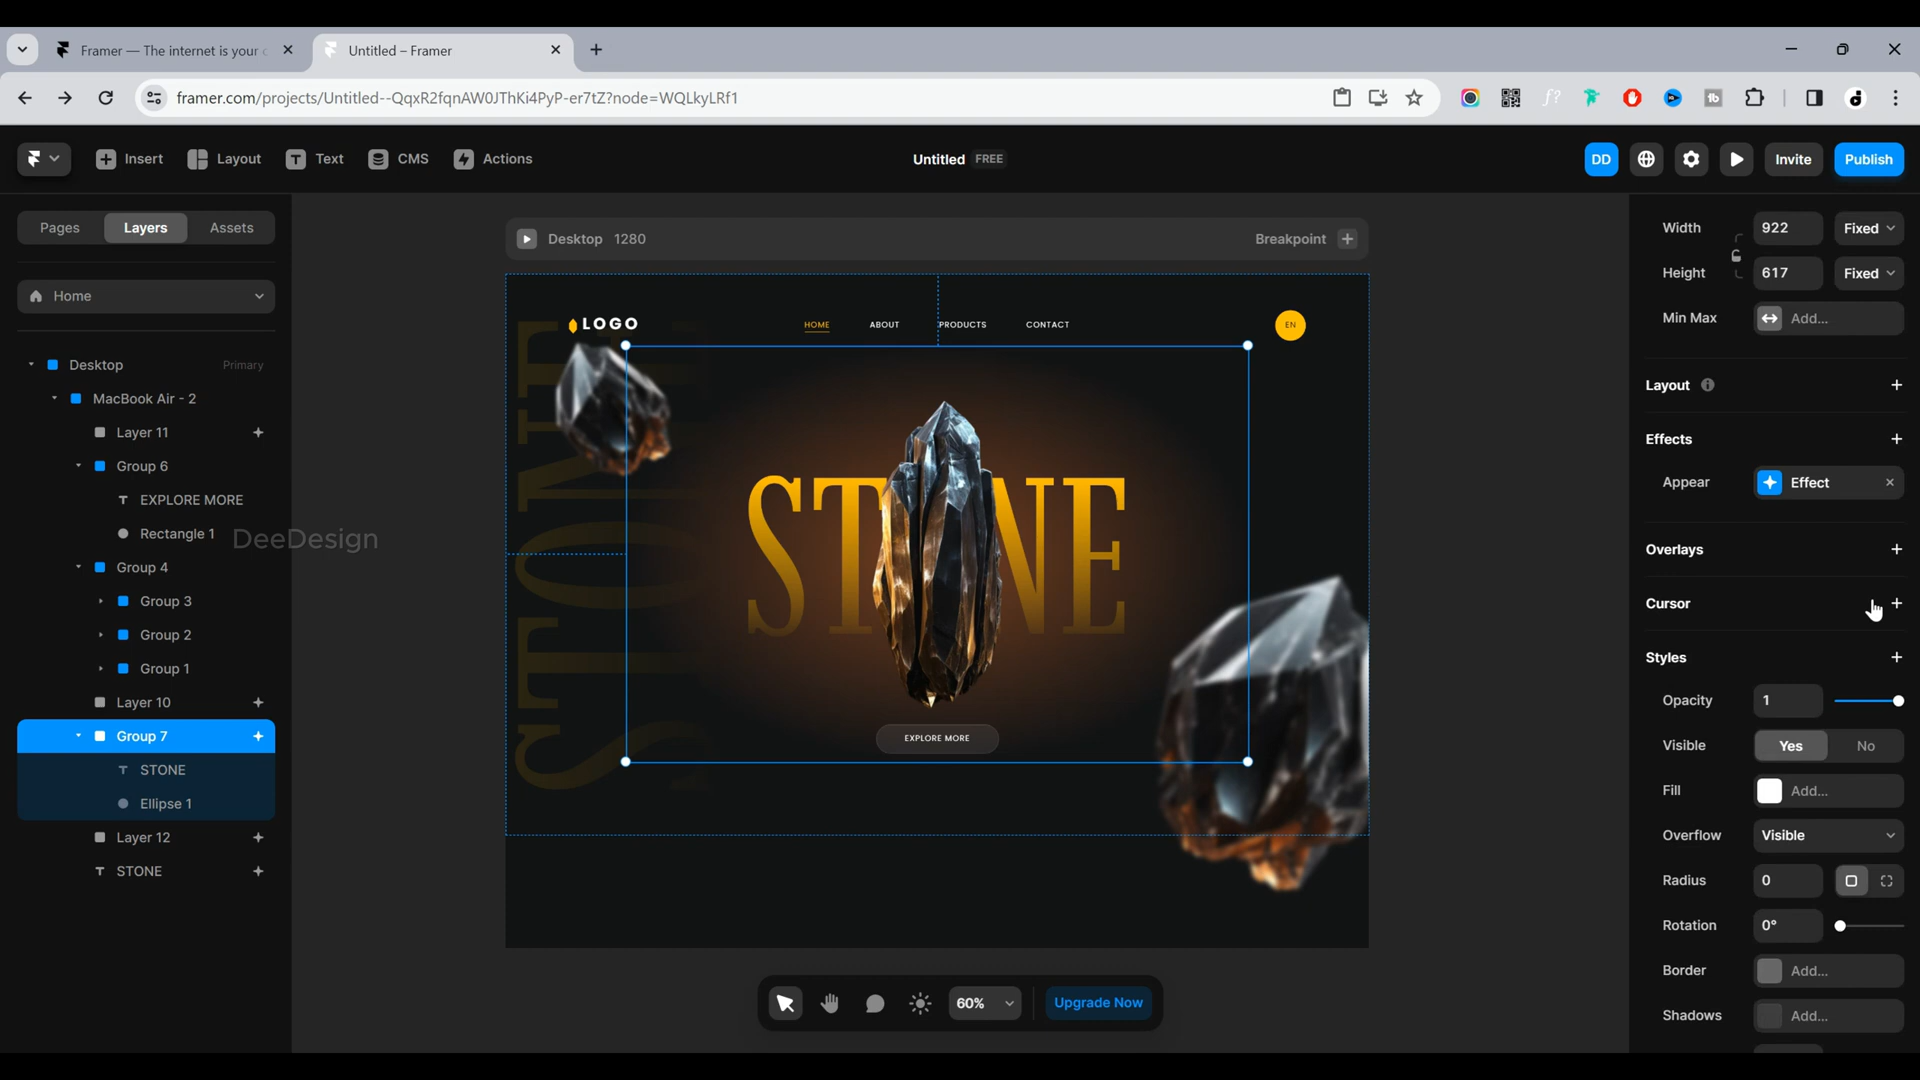 Framer — The internet is your
Untitled – Framer
framer.com/projects/Untitled--QqxR2fqnAW0JThKi4PyP-er7tZ?node=WQLkyLRf1
Insert
Layout
Text
CMS
Actions
Untitled FREE
DD
Invite
Publish
Pages
Layers
Assets
Home
Desktop Primary
MacBook Air - 2
Layer 11
Group 6
EXPLORE MORE
Rectangle 1
DeeDesign
Group 4
Group 3
Group 2
Group 1
Layer 10
Group 7
STONE
Ellipse 1
Layer 12
STONE
Desktop 1280
Breakpoint
LOGO
HOME
ABOUT
PRODUCTS
CONTACT
EN
STONE
STONE
EXPLORE MORE
60%
Upgrade Now
Width 922 Fixed
Height 617 Fixed
Min Max Add...
Layout
Effects
Appear Effect
Overlays
Cursor
Styles
Opacity 1
Visible Yes No
Fill Add...
Overflow Visible
Radius 0
Rotation 0°
Border Add...
Shadows Add...